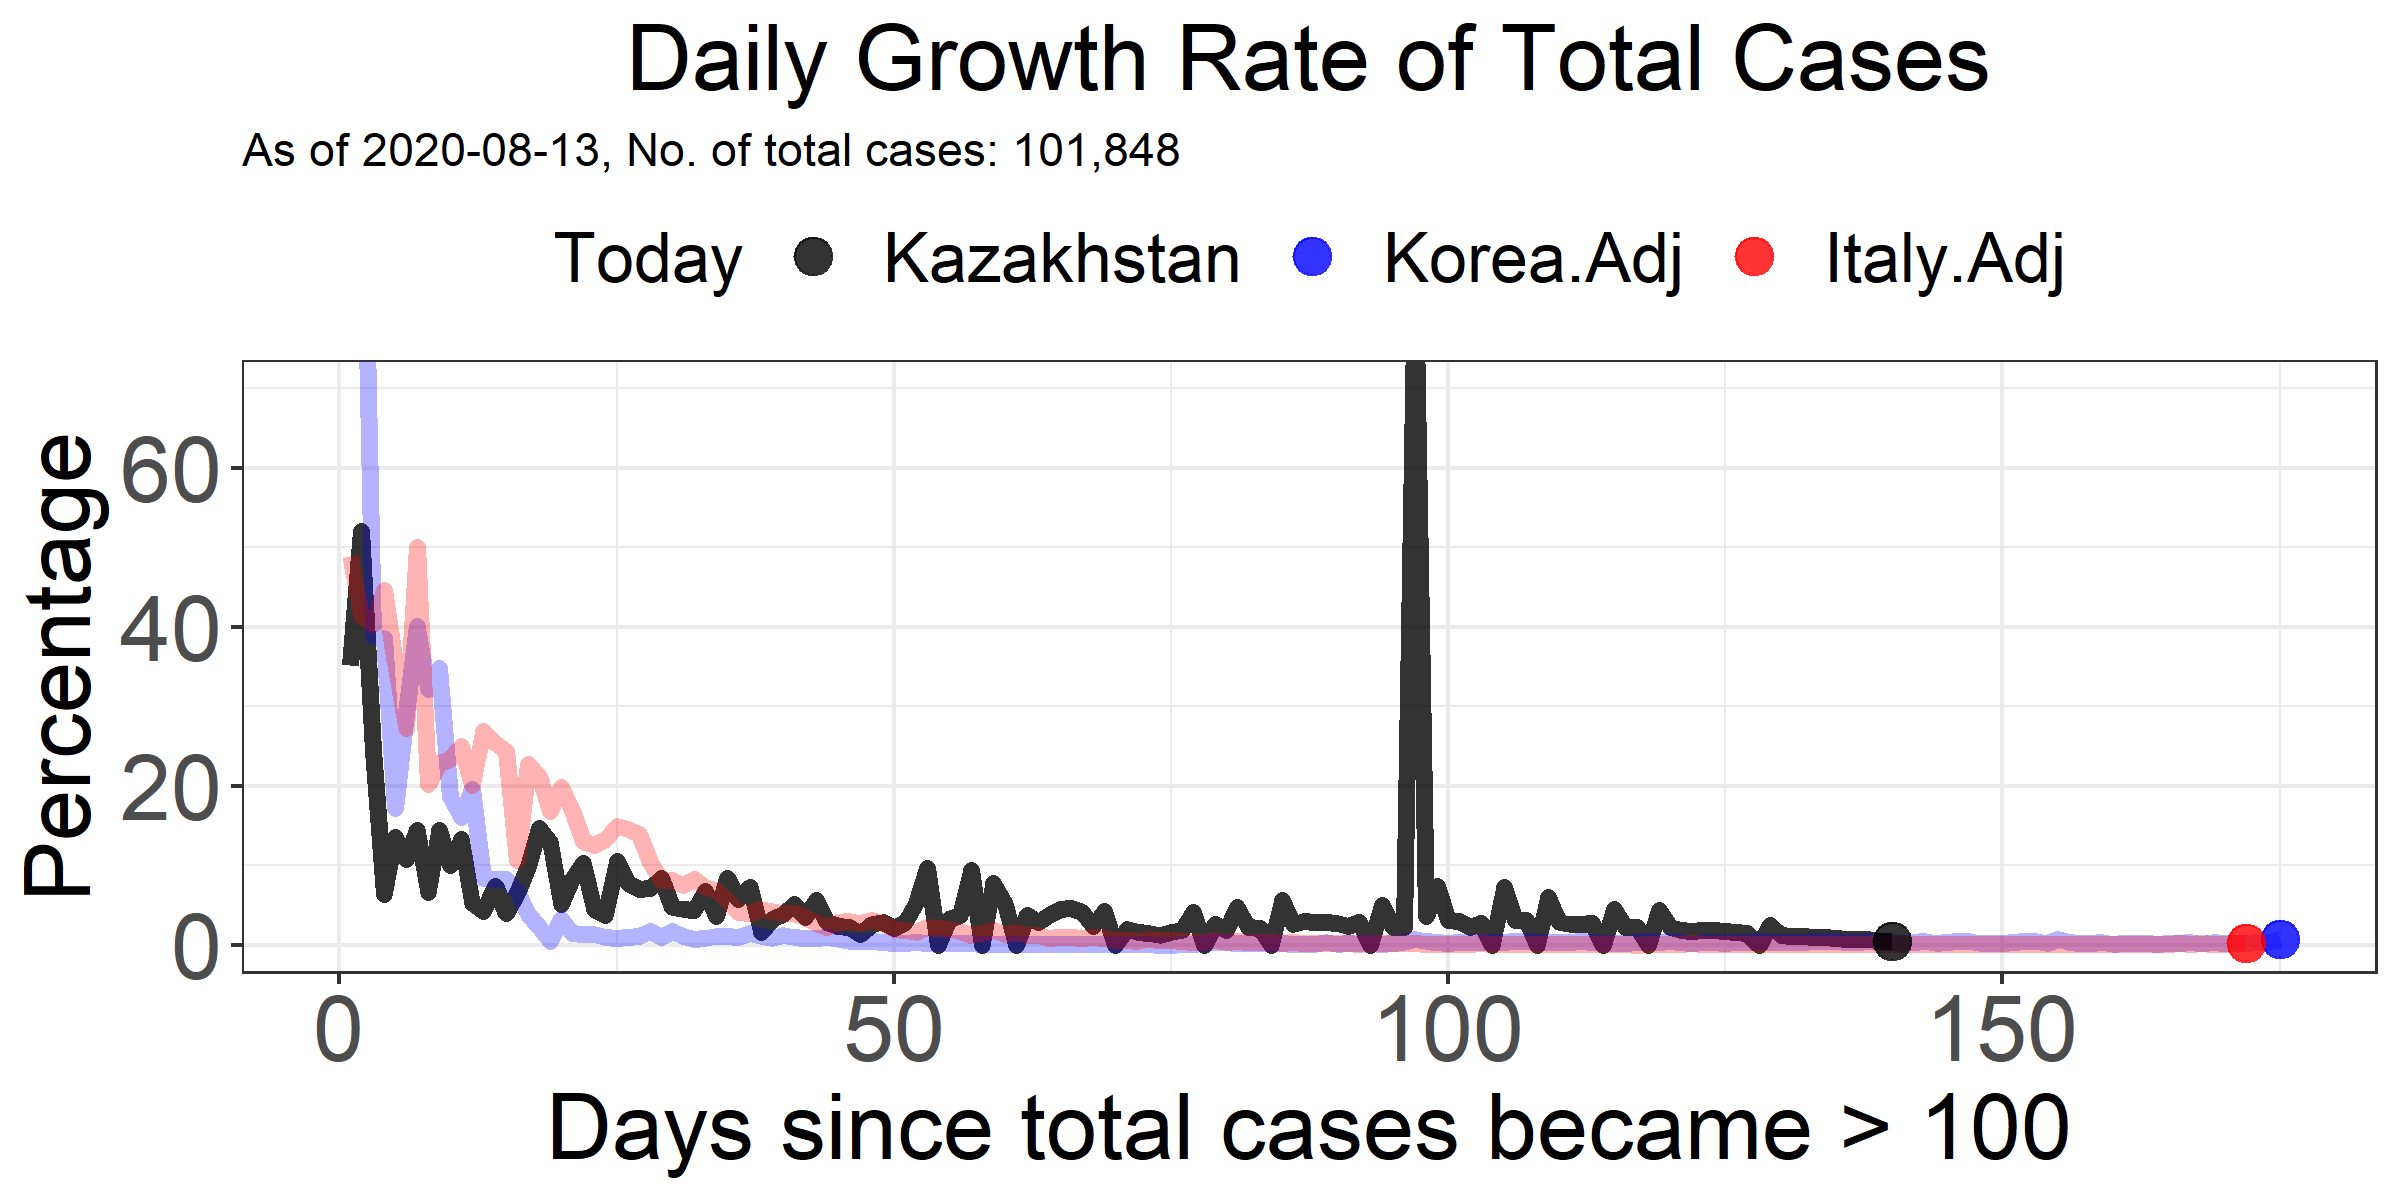 Daily Growth Rate of Total Cases
As of 2020-08-13, No. of total cases: 101,848
Today Kazakhstan Korea.Adj Italy.Adj
Percentage
60
40
20
0
0 50 100 150
Days since total cases became > 100